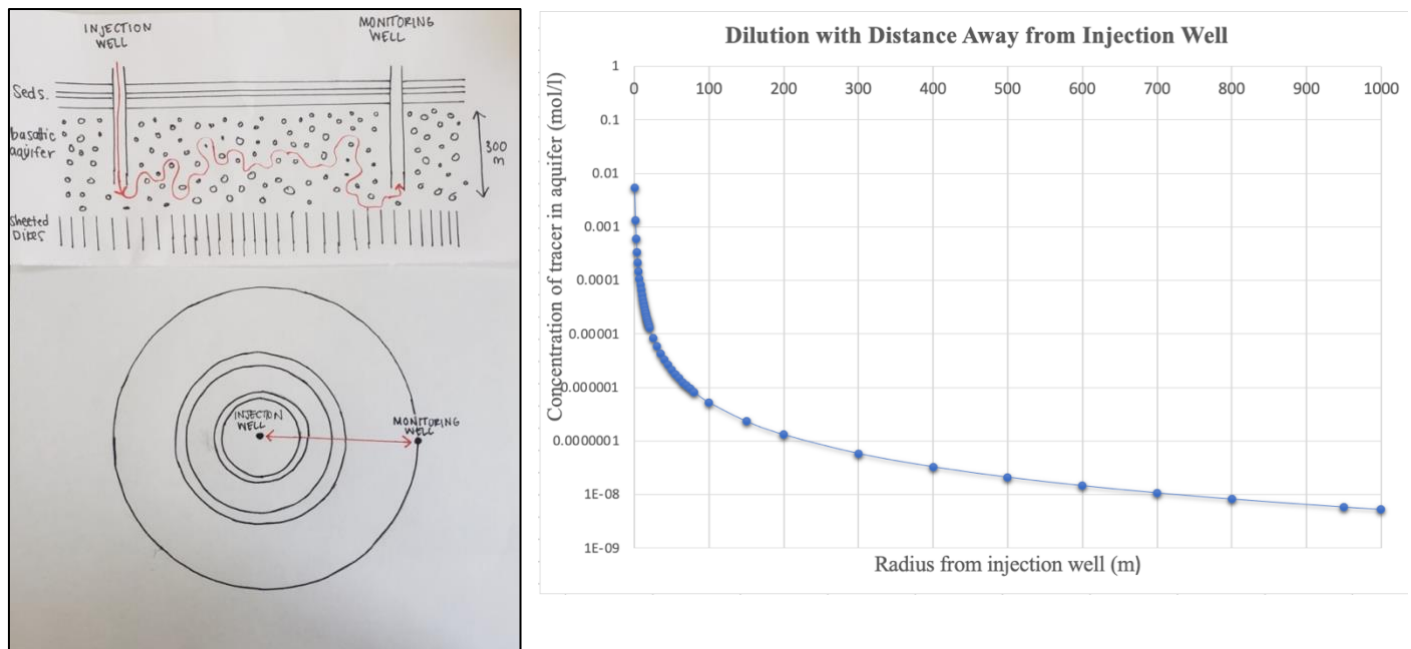 INJECTION
WELL
MONITORING
WELL
Seds.
basaltic
aquifer
300
m
Sheeted
Dikes
INJECTION
WELL
MONITORING
WELL
Dilution with Distance Away from Injection Well
Concentration of tracer in aquifer (mol/l)
1
0.1
0.01
0.001
0.0001
0.00001
0.000001
0.0000001
1E-08
1E-09
0 100 200 300 400 500 600 700 800 900 1000
Radius from injection well (m)